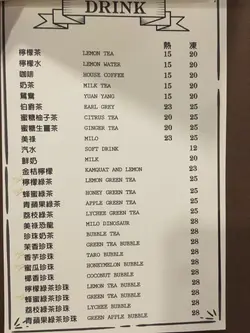 DRINK
熱 凍
檸檬茶 LEMON TEA 15 20
檸檬水 LEMON WATER 15 20
咖啡 HOUSE COFFEE 15 20
奶茶 MILK TEA 15 20
鴛鴦 YUAN YANG 15 20
伯爵茶 EARL GREY 23 25
蜜糖柚子茶 CITRUS TEA 20 25
蜜糖生薑茶 GINGER TEA 20 25
美祿 MILO 23 25
汽水 SOFT DRINK 12
鮮奶 MILK 20
金桔檸檬 KAMQUAT AND LEMON 23
檸檬綠茶 LEMON GREEN TEA 25
蜂蜜綠茶 HONEY GREEN TEA 25
青蘋果綠茶 APPLE GREEN TEA 25
荔枝綠茶 LYCHEE GREEN TEA 25
美祿恐龍 MILO DINOSAUR 28
珍珠奶茶 BUBBLE TEA 28
茉香珍珠 GREEN TEA BUBBLE 28
香芋珍珠 TARO BUBBLE 28
蜜瓜珍珠 HONEYMELON BUBBLE 28
椰香珍珠 COCONUT BUBBLE 28
檸檬綠茶珍珠 LEMON TEA BUBBLE 28
蜂蜜綠茶珍珠 HONEY GREEN BUBBLE 28
荔枝綠茶珍珠 LYCHEE BUBBLE 28
青蘋果綠茶珍珠 GREEN APPLE BUBBLE 28